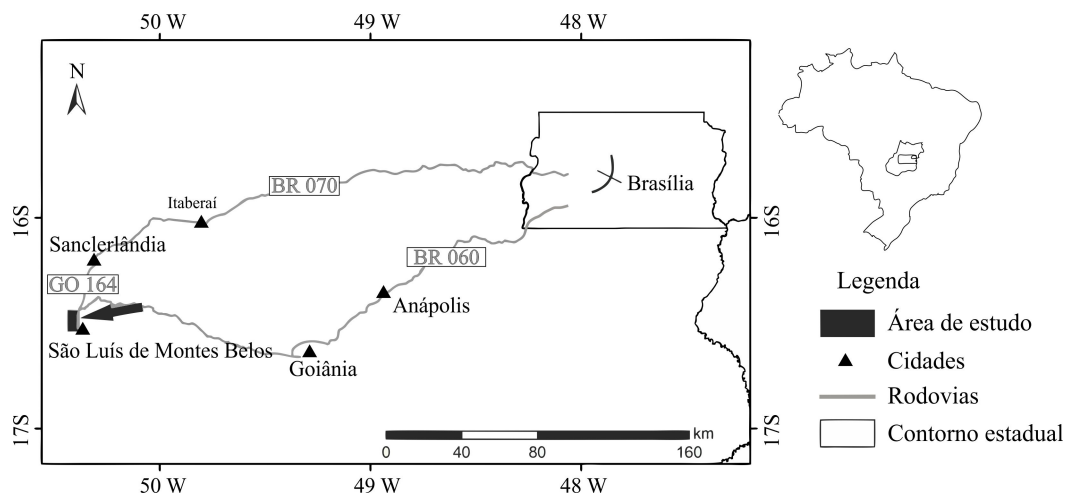 50 W 49 W 48 W
N
BR 070
Brasília
Itaberaí
16S 16S
Sanclerlândia
BR 060
GO 164
Anápolis
São Luís de Montes Belos
Goiânia
17S 17S
km
0 40 80 160
50 W 49 W 48 W
Legenda
Área de estudo
Cidades
Rodovias
Contorno estadual